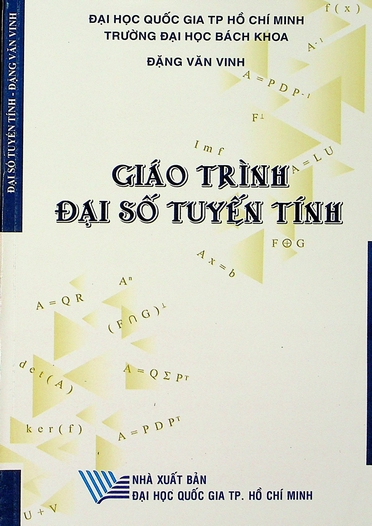 ĐẠI HỌC QUỐC GIA TP HỒ CHÍ MINH
TRƯỜNG ĐẠI HỌC BÁCH KHOA
ĐẶNG VĂN VINH
ĐẠI SỐ TUYẾN TÍNH - ĐẶNG VĂN VINH
f(x)
A⁻¹
A=PDP⁻¹
F⊥
Imf
A=LU
GIÁO TRÌNH
ĐẠI SỐ TUYẾN TÍNH
F⊕G
Ax=b
Aⁿ
A=QR
(F∩G)⊥
det(A)
A=QΣPᵀ
ker(f)
A=PDPᵀ
U+V
NHÀ XUẤT BẢN
ĐẠI HỌC QUỐC GIA TP. HỒ CHÍ MINH